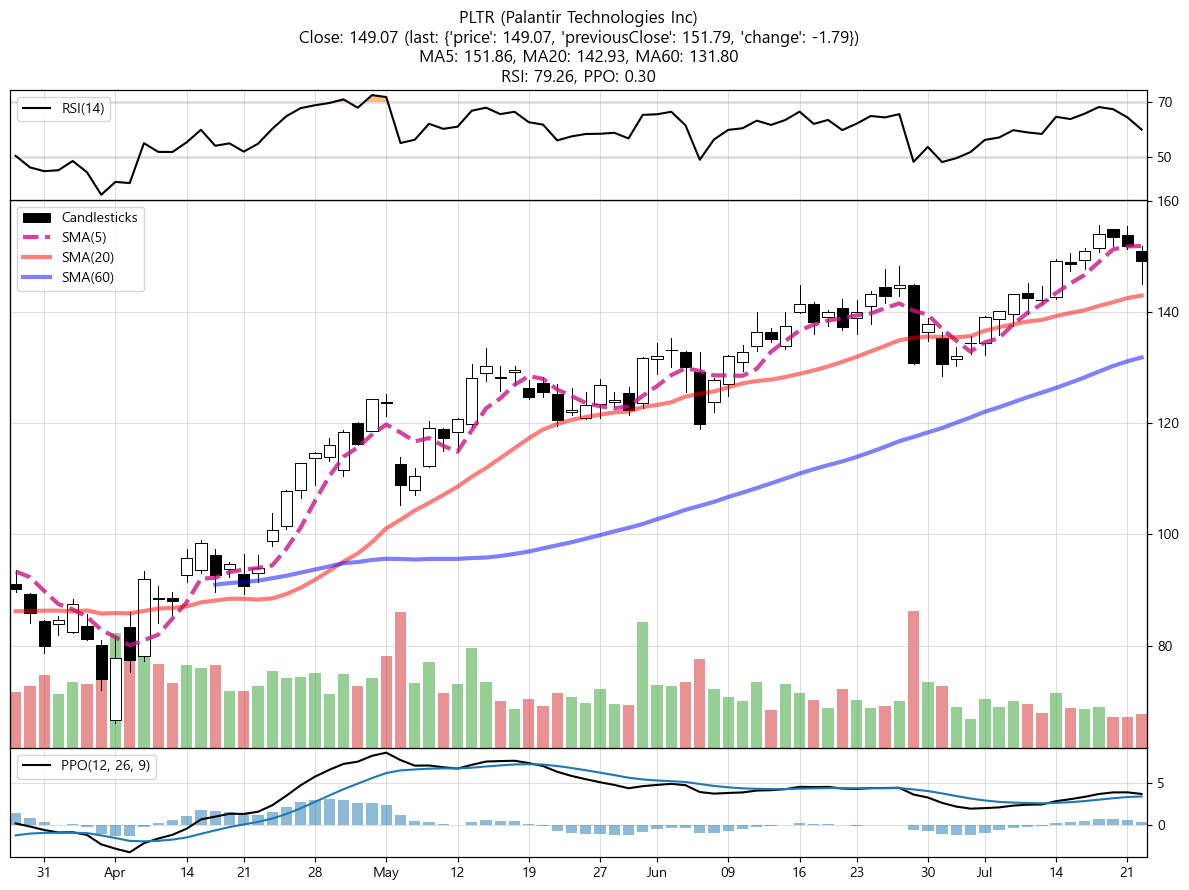 PLTR (Palantir Technologies Inc)
Close: 149.07 (last: {'price': 149.07, 'previousClose': 151.79, 'change': -1.79})
MA5: 151.86, MA20: 142.93, MA60: 131.80
RSI: 79.26, PPO: 0.30
RSI(14)
70
50
160
Candlesticks
SMA(5)
SMA(20)
SMA(60)
140
120
100
80
PPO(12, 26, 9)
5
0
31 Apr 14 21 28 May 12 19 27 Jun 09 16 23 30 Jul 14 21